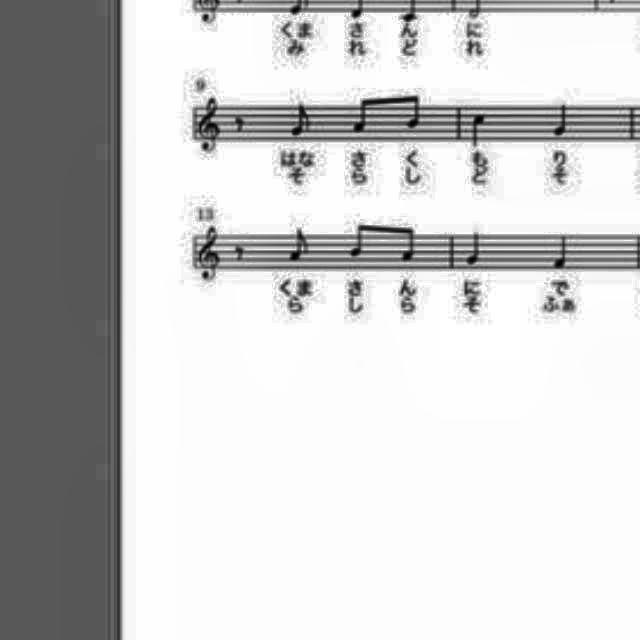 くま さ ん に
み れ ど れ
9
はな さ く も り
そ ら し ど そ
13
くま さ ん に で
ら し ら そ ふぁ